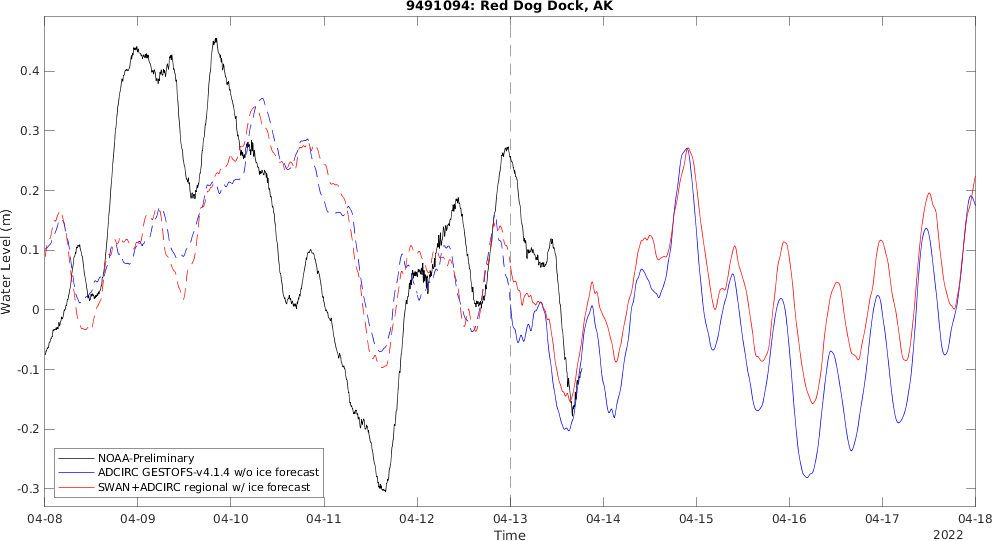 9491094: Red Dog Dock, AK
Water Level (m)
0.4
0.3
0.2
0.1
0
-0.1
-0.2
-0.3
NOAA-Preliminary
ADCIRC GESTOFS-v4.1.4 w/o ice forecast
SWAN+ADCIRC regional w/ ice forecast
04-08 04-09 04-10 04-11 04-12 04-13 04-14 04-15 04-16 04-17 04-18
Time
2022